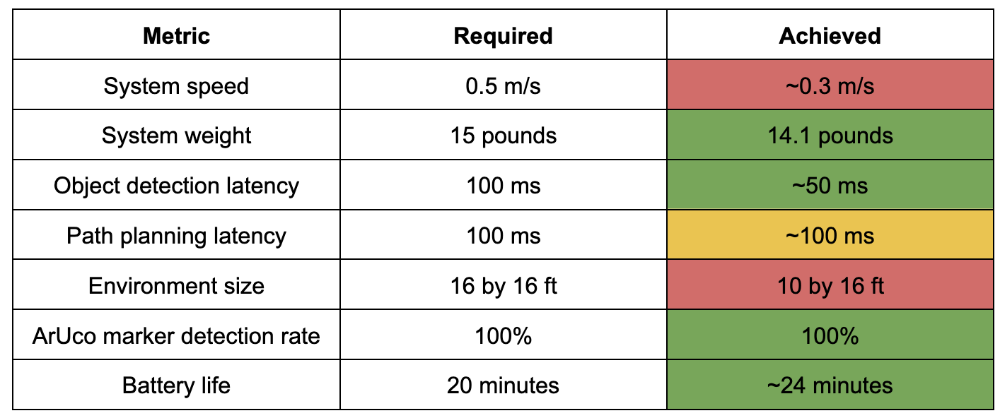 Metric Required Achieved
System speed 0.5 m/s ~0.3 m/s
System weight 15 pounds 14.1 pounds
Object detection latency 100 ms ~50 ms
Path planning latency 100 ms ~100 ms
Environment size 16 by 16 ft 10 by 16 ft
ArUco marker detection rate 100% 100%
Battery life 20 minutes ~24 minutes